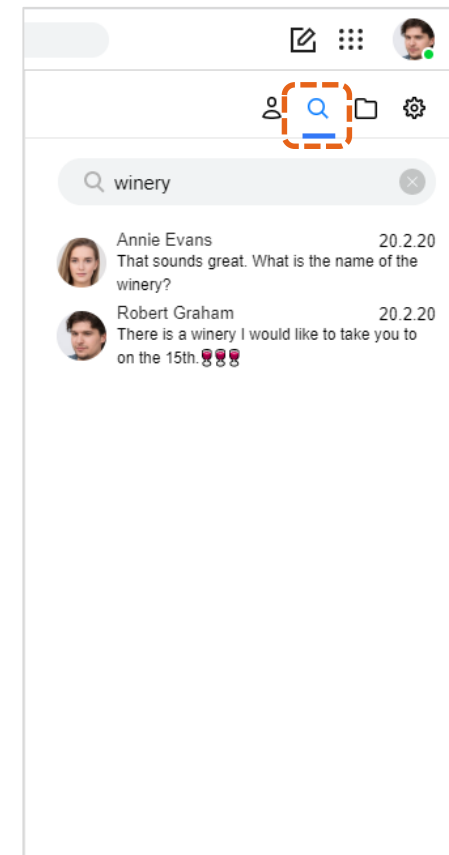 winery
Annie Evans 20.2.20
That sounds great. What is the name of the
winery?
Robert Graham 20.2.20
There is a winery I would like to take you to
on the 15th.🍷🍷🍷